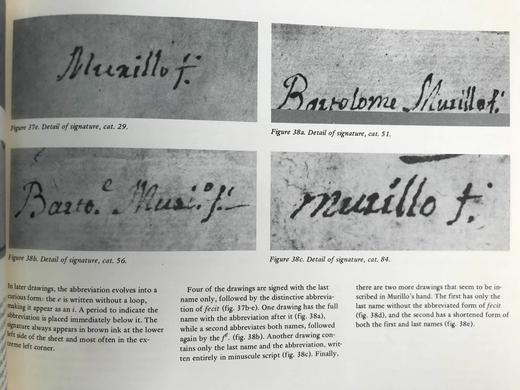 Murillo f.
Figure 37e. Detail of signature, cat. 29.
Bartolome Murillo f.
Figure 38a. Detail of signature, cat. 51.
Barto.e Muri.o f.
Figure 38b. Detail of signature, cat. 56.
murillo f.
Figure 38c. Detail of signature, cat. 84.
In later drawings, the abbreviation evolves into a
curious form: the e is written without a loop,
making it appear as an i. A period to indicate the
abbreviation is placed immediately below it. The
signature always appears in brown ink at the lower
left side of the sheet and most often in the ex-
treme left corner.
Four of the drawings are signed with the last
name only, followed by the distinctive abbrevia-
tion of fecit (fig. 37b-e). One drawing has the full
name with the abbreviation after it (fig. 38a),
while a second abbreviates both names, followed
again by the fe. (fig. 38b). Another drawing con-
tains only the last name and the abbreviation, writ-
ten entirely in minuscule script (fig. 38c). Finally,
there are two more drawings that seem to be in-
scribed in Murillo's hand. The first has only the
last name without the abbreviated form of fecit
(fig. 38d), and the second has a shortened form of
both the first and last names (fig. 38e).